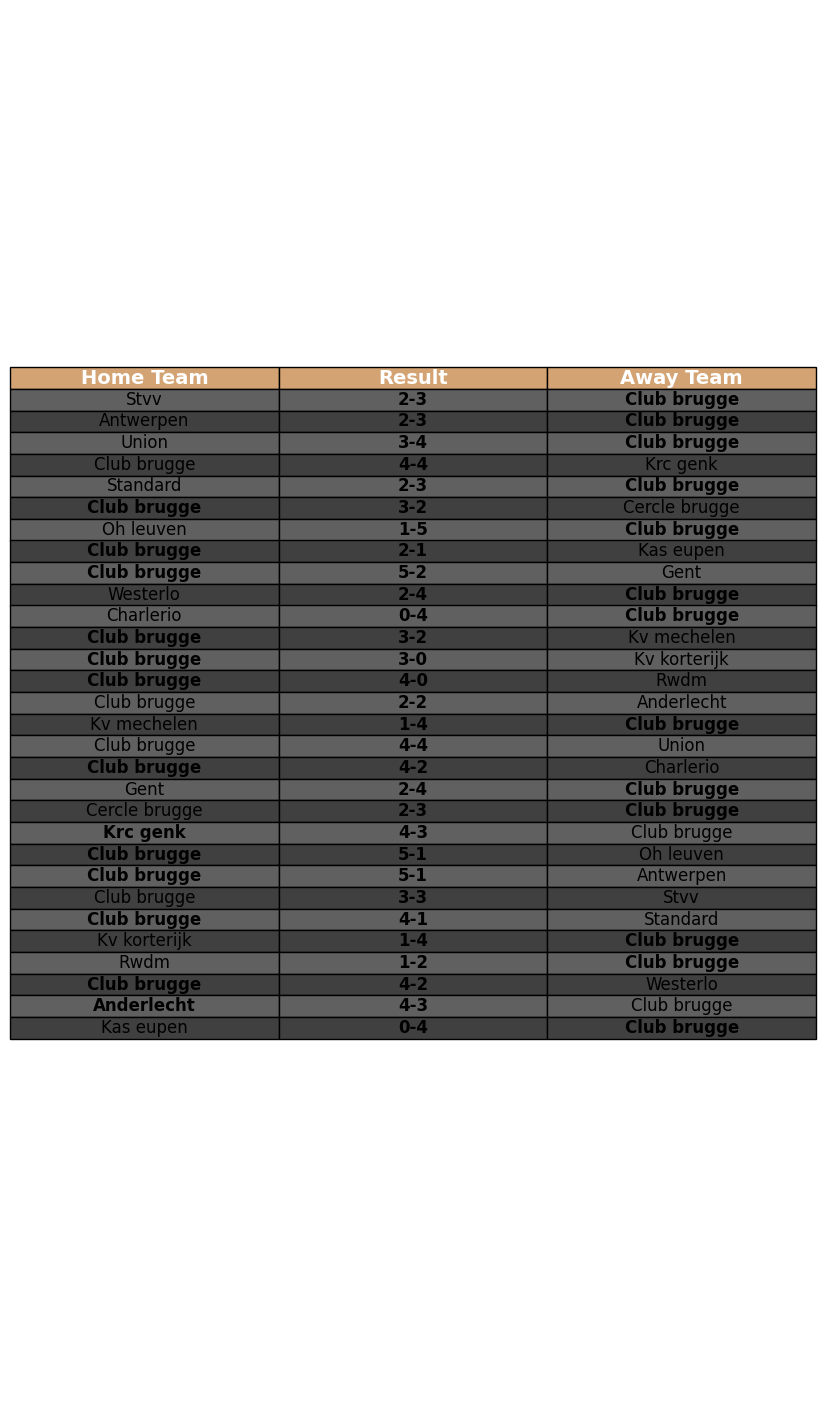 Home Team Result Away Team
Stvv 2-3 Club brugge
Antwerpen 2-3 Club brugge
Union 3-4 Club brugge
Club brugge 4-4 Krc genk
Standard 2-3 Club brugge
Club brugge 3-2 Cercle brugge
Oh leuven 1-5 Club brugge
Club brugge 2-1 Kas eupen
Club brugge 5-2 Gent
Westerlo 2-4 Club brugge
Charlerio 0-4 Club brugge
Club brugge 3-2 Kv mechelen
Club brugge 3-0 Kv korterijk
Club brugge 4-0 Rwdm
Club brugge 2-2 Anderlecht
Kv mechelen 1-4 Club brugge
Club brugge 4-4 Union
Club brugge 4-2 Charlerio
Gent 2-4 Club brugge
Cercle brugge 2-3 Club brugge
Krc genk 4-3 Club brugge
Club brugge 5-1 Oh leuven
Club brugge 5-1 Antwerpen
Club brugge 3-3 Stvv
Club brugge 4-1 Standard
Kv korterijk 1-4 Club brugge
Rwdm 1-2 Club brugge
Club brugge 4-2 Westerlo
Anderlecht 4-3 Club brugge
Kas eupen 0-4 Club brugge